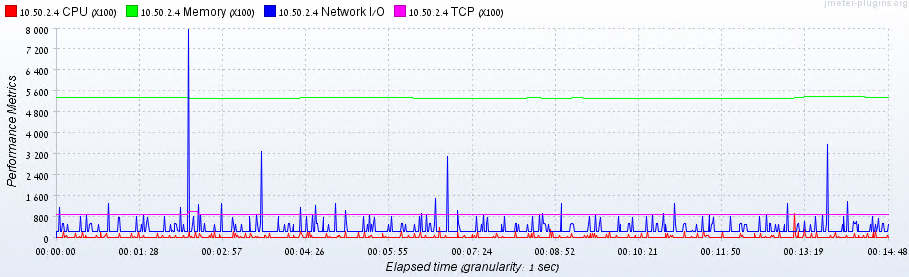 jmeter-plugins.org
10.50.2.4 CPU (X100) 10.50.2.4 Memory (X100) 10.50.2.4 Network I/O 10.50.2.4 TCP (X100)
8 000
7 200
6 400
5 600
4 800
4 000
3 200
2 400
1 600
800
0
Performance Metrics
00:00:00 00:01:28 00:02:57 00:04:26 00:05:55 00:07:24 00:08:52 00:10:21 00:11:50 00:13:19 00:14:48
Elapsed time (granularity: 1 sec)